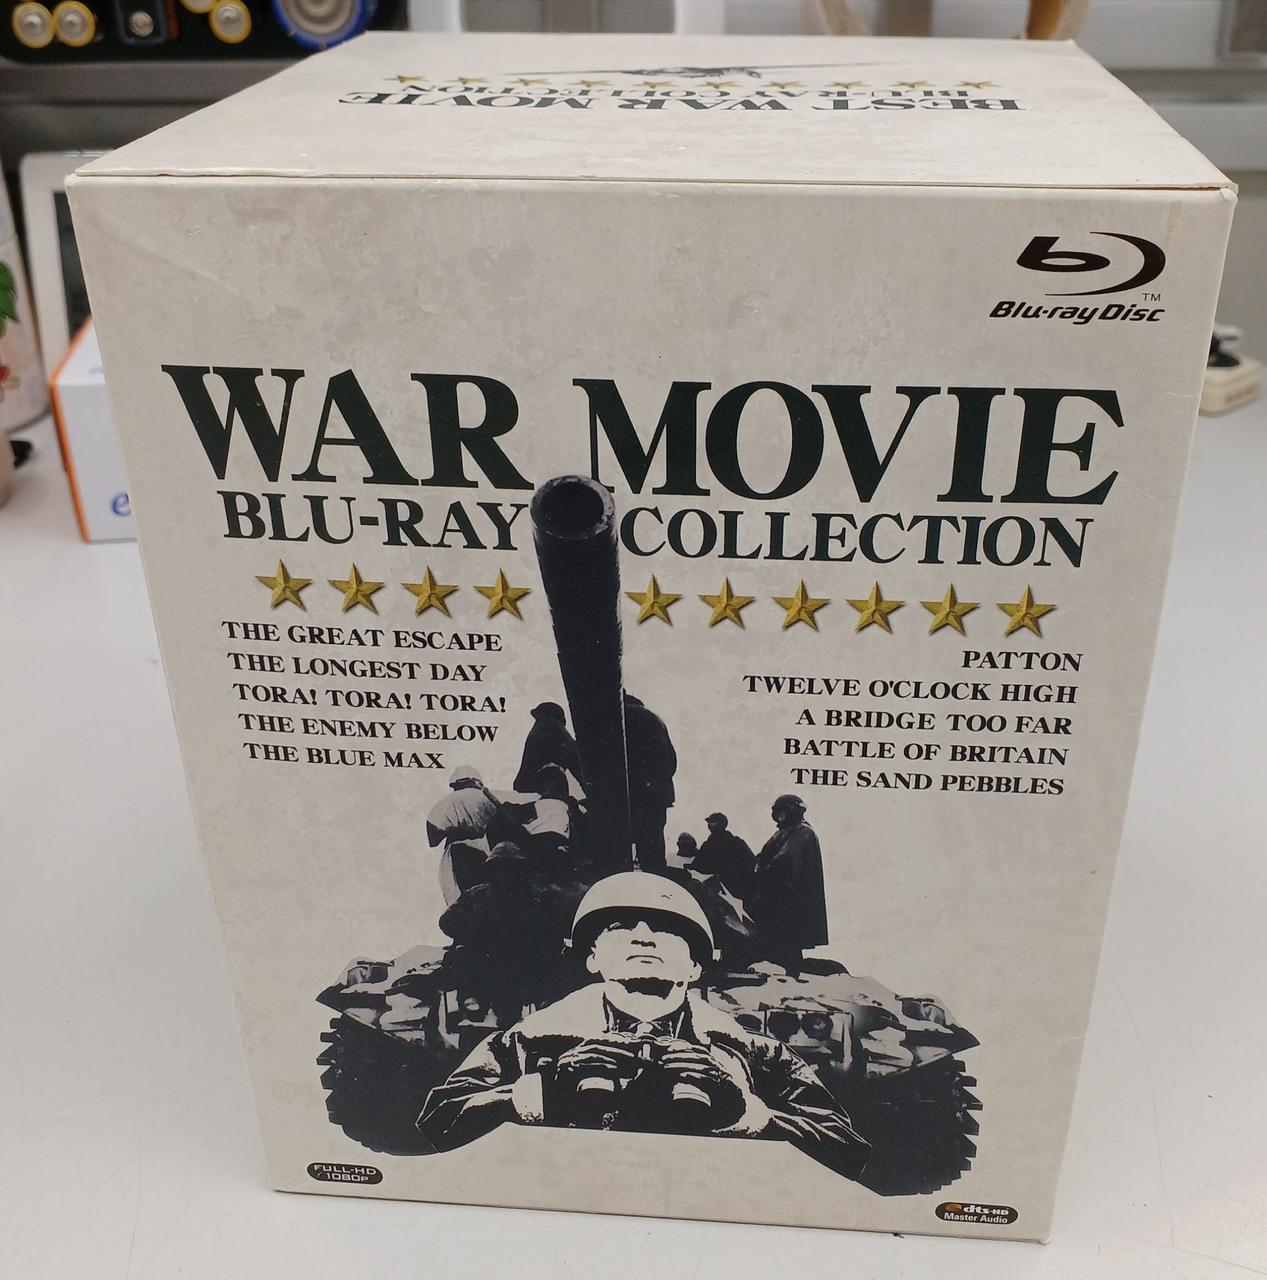 BEST WAR MOVIE
BLU-RAY COLLECTION
Blu-ray Disc
TM
WAR MOVIE
BLU-RAY COLLECTION
THE GREAT ESCAPE
THE LONGEST DAY
TORA! TORA! TORA!
THE ENEMY BELOW
THE BLUE MAX
PATTON
TWELVE O'CLOCK HIGH
A BRIDGE TOO FAR
BATTLE OF BRITAIN
THE SAND PEBBLES
FULL-HD
1080P
dts-HD
Master Audio